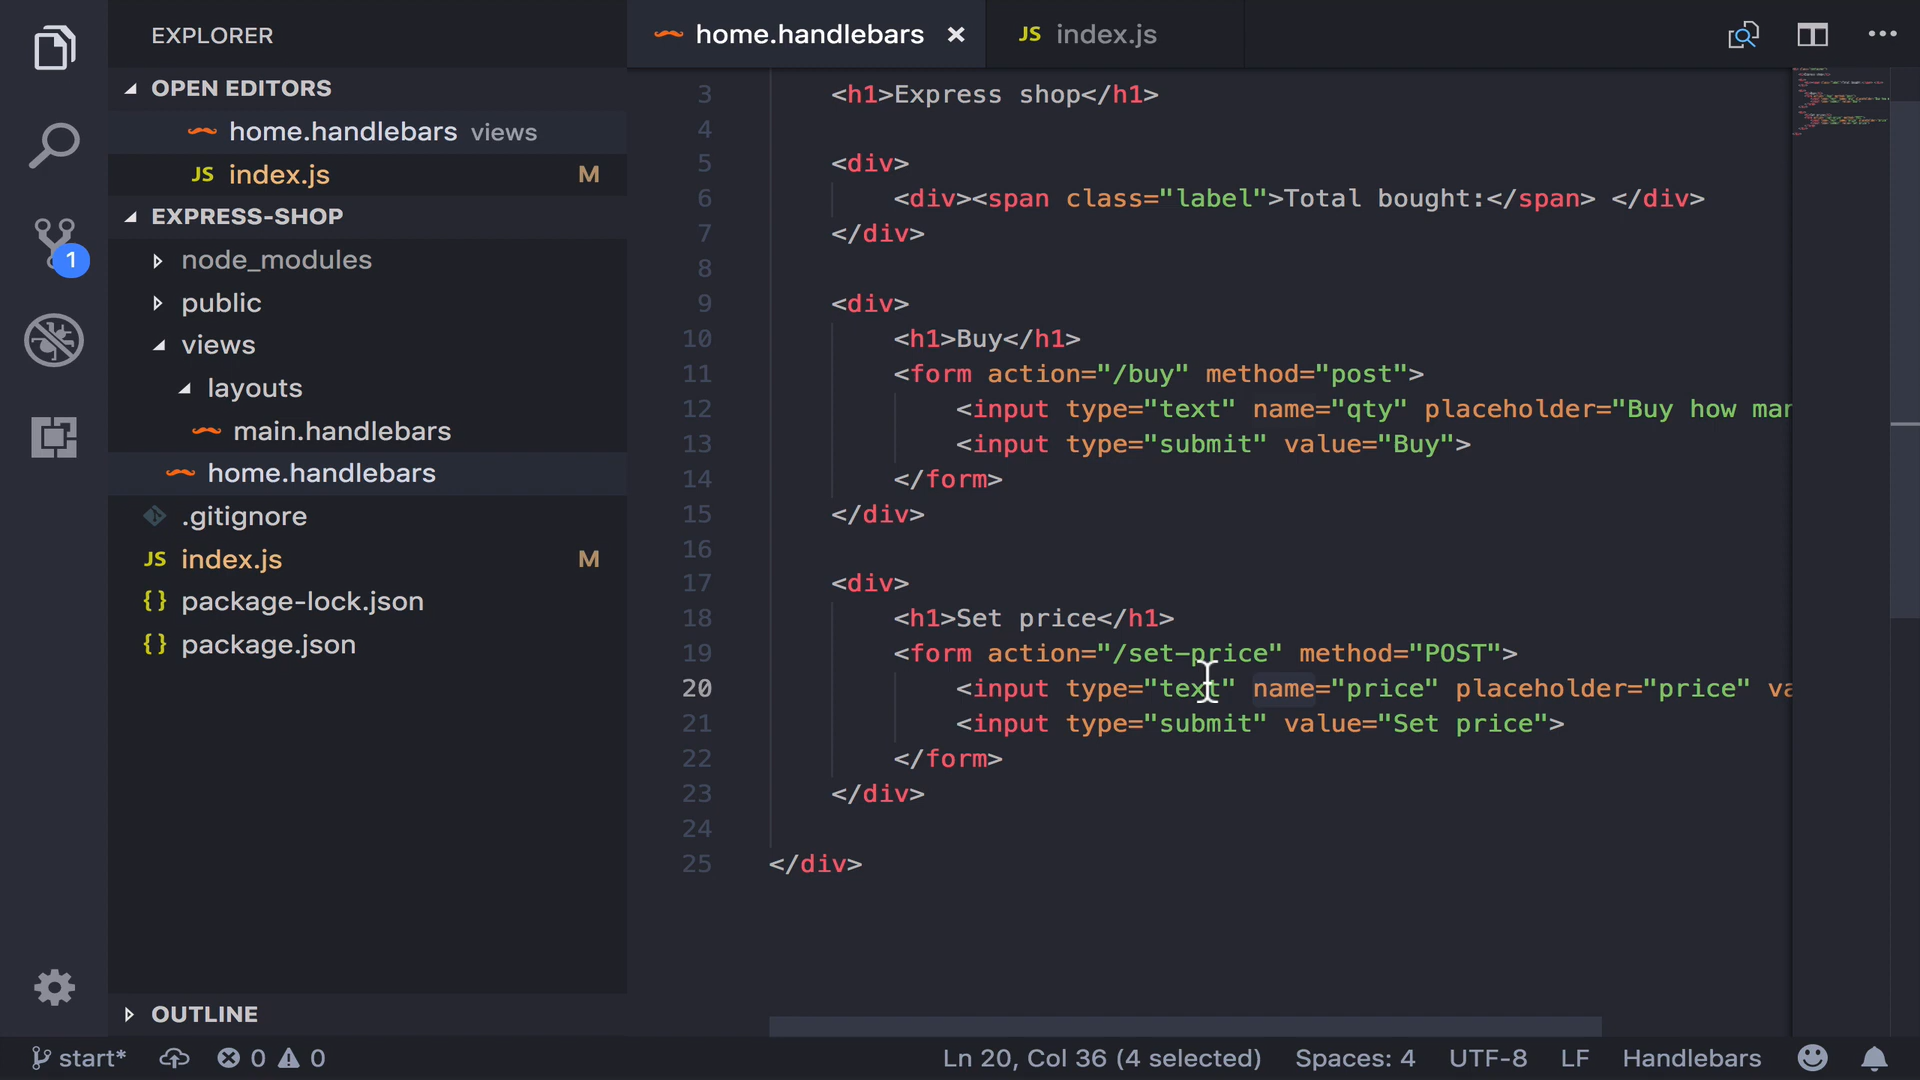 EXPLORER
OPEN EDITORS
home.handlebars views
JS index.js M
EXPRESS-SHOP
node_modules
public
views
layouts
main.handlebars
home.handlebars
.gitignore
JS index.js M
{} package-lock.json
{} package.json
OUTLINE
1
home.handlebars ×
JS index.js
3 <h1>Express shop</h1>
4
5 <div>
6 <div><span class="label">Total bought:</span> </div>
7 </div>
8
9 <div>
10 <h1>Buy</h1>
11 <form action="/buy" method="post">
12 <input type="text" name="qty" placeholder="Buy how mar
13 <input type="submit" value="Buy">
14 </form>
15 </div>
16
17 <div>
18 <h1>Set price</h1>
19 <form action="/set-price" method="POST">
20 <input type="text" name="price" placeholder="price" va
21 <input type="submit" value="Set price">
22 </form>
23 </div>
24
25 </div>
start* 0 0 Ln 20, Col 36 (4 selected) Spaces: 4 UTF-8 LF Handlebars